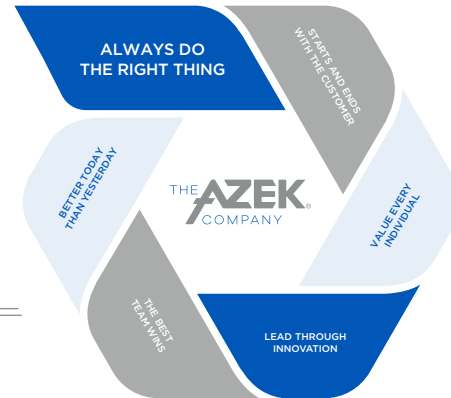 ALWAYS DO
THE RIGHT THING
STARTS AND ENDS
WITH THE CUSTOMER
VALUE EVERY
INDIVIDUAL
LEAD THROUGH
INNOVATION
THE BEST
TEAM WINS
BETTER TODAY
THAN YESTERDAY
THE AZEK®
COMPANY